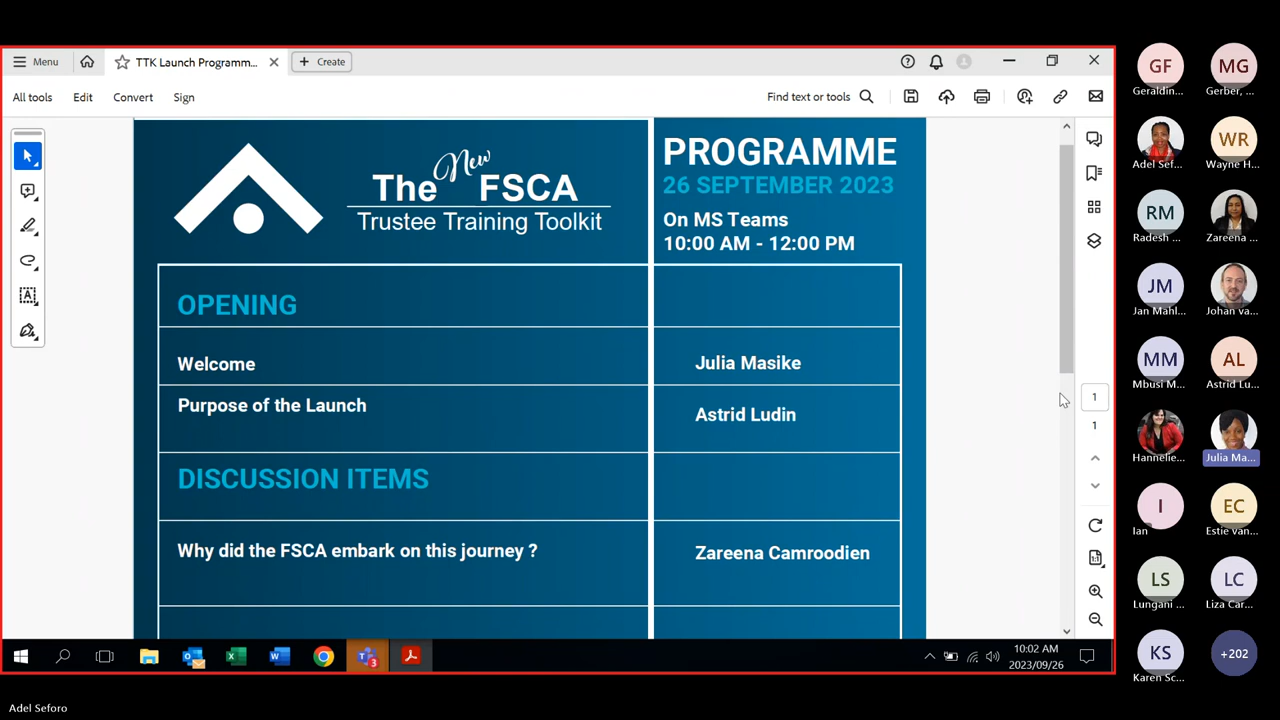 Menu
TTK Launch Programm...
Create
All tools
Edit
Convert
Sign
Find text or tools
The New FSCA
Trustee Training Toolkit
PROGRAMME
26 SEPTEMBER 2023
On MS Teams
10:00 AM - 12:00 PM
OPENING
Welcome
Julia Masike
Purpose of the Launch
Astrid Ludin
DISCUSSION ITEMS
Why did the FSCA embark on this journey ?
Zareena Camroodien
1
1
3
10:02 AM
2023/09/26
GF
Geraldin...
MG
Gerber, ...
Adel Sef...
WR
Wayne H...
RM
Radesh ...
Zareena ...
JM
Jan Mahl...
Johan va...
MM
Mbusi M...
AL
Astrid Lu...
Hannelie...
Julia Ma...
I
Ian
EC
Estie van...
LS
Lungani ...
LC
Liza Car...
KS
Karen Sc...
+202
Adel Seforo